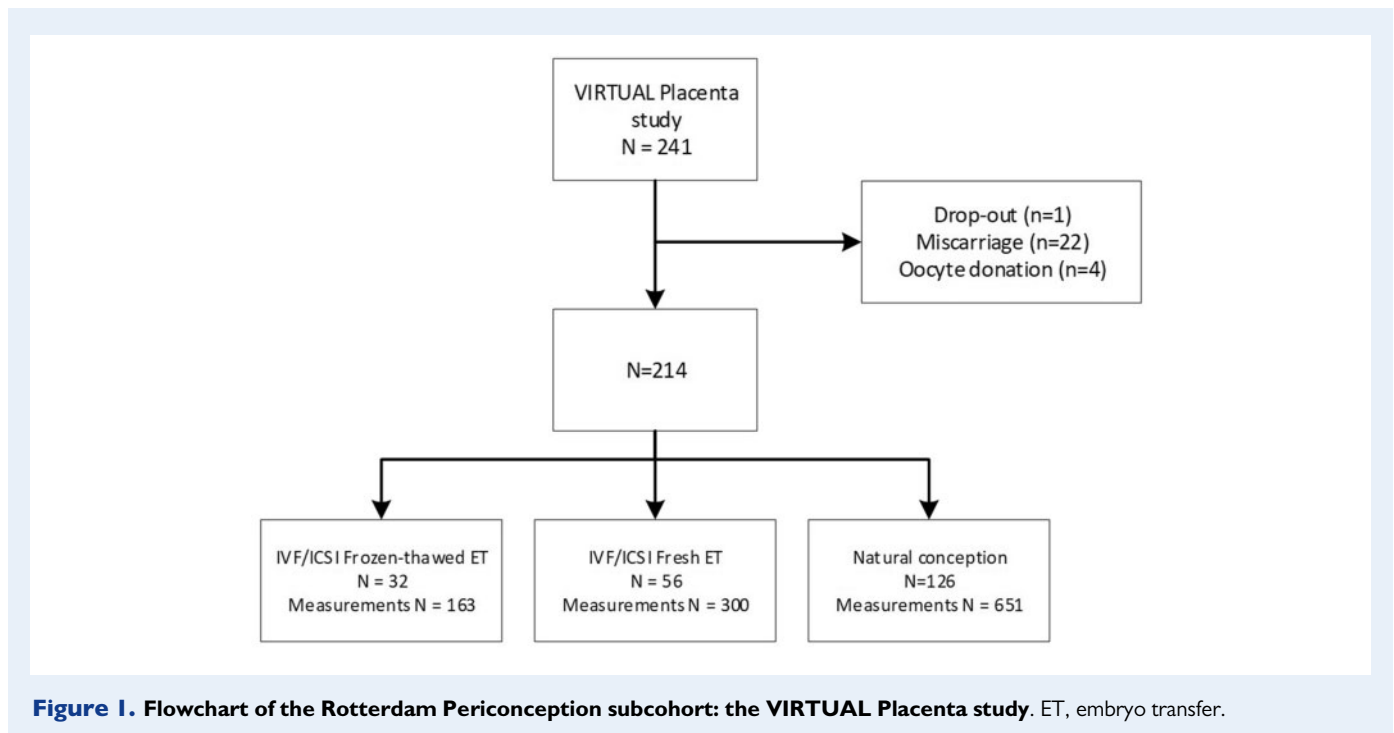 VIRTUAL Placenta
study
N = 241
Drop-out (n=1)
Miscarriage (n=22)
Oocyte donation (n=4)
N=214
IVF/ICSI Frozen-thawed ET
N = 32
Measurements N = 163
IVF/ICSI Fresh ET
N = 56
Measurements N = 300
Natural conception
N=126
Measurements N = 651
Figure 1. Flowchart of the Rotterdam Periconception subcohort: the VIRTUAL Placenta study. ET, embryo transfer.